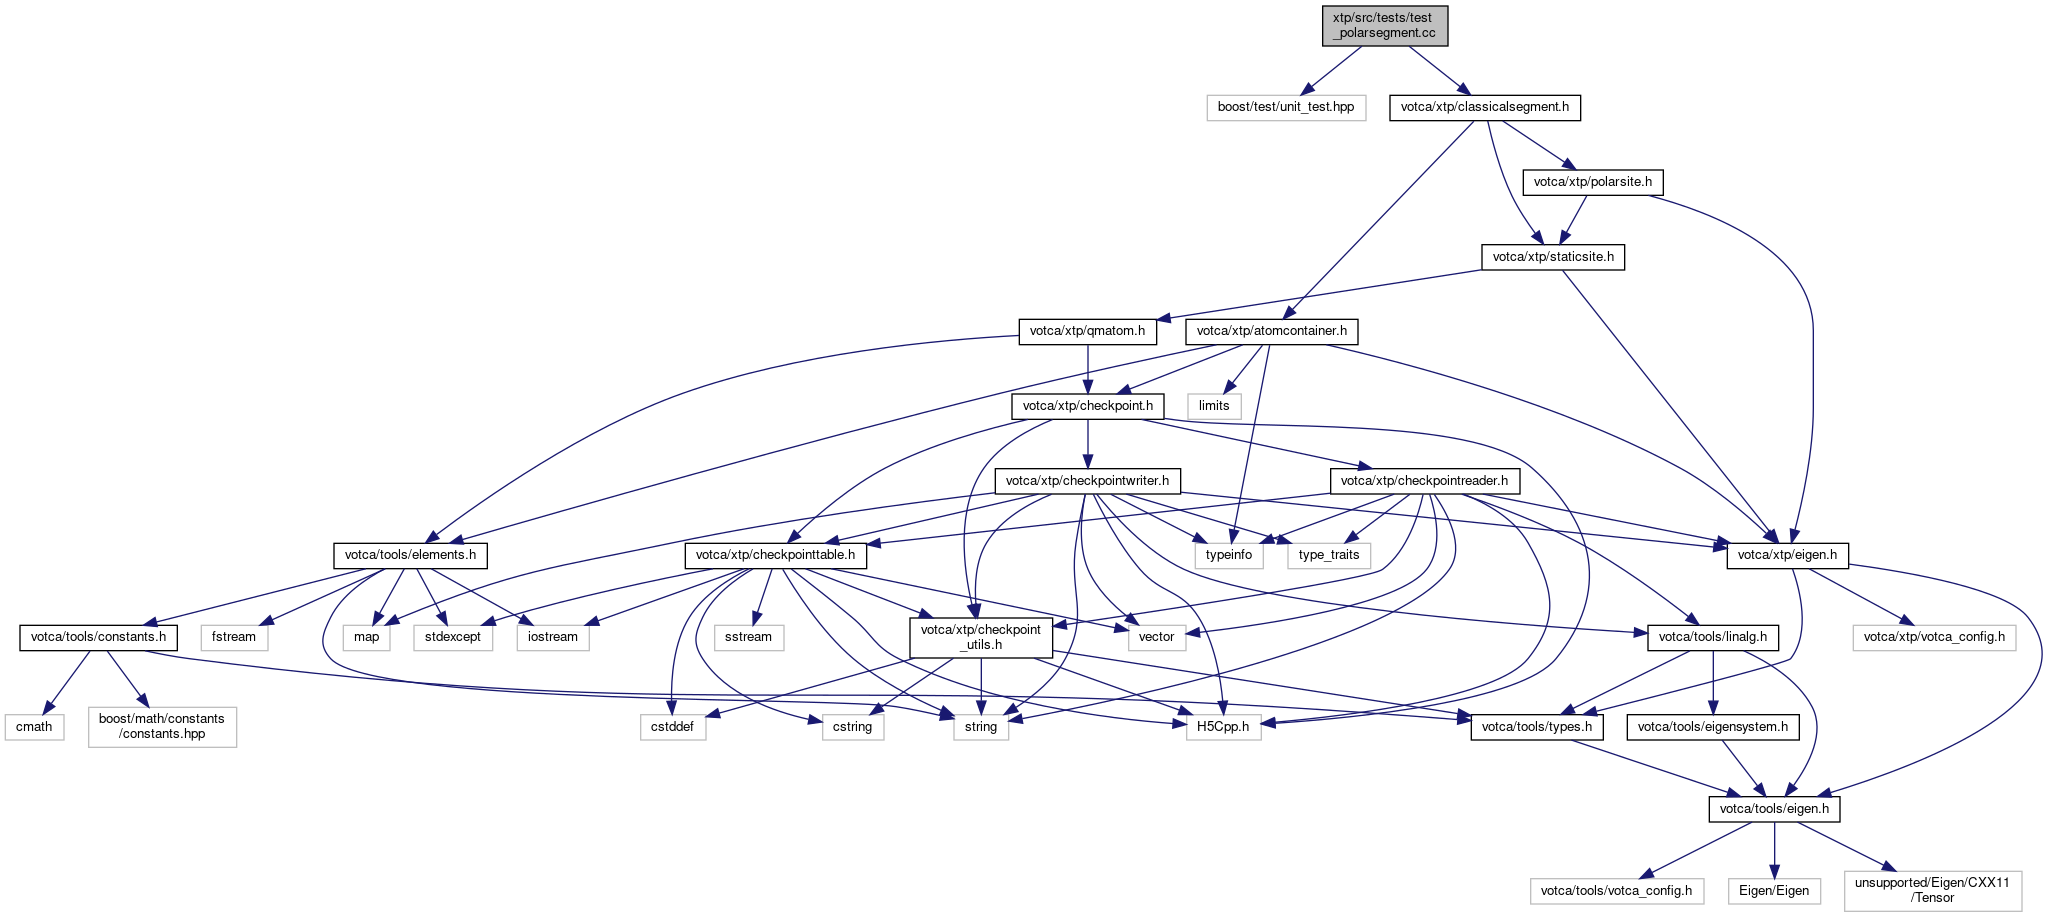 xtp/src/tests/test
_polarsegment.cc
boost/test/unit_test.hpp
votca/xtp/classicalsegment.h
votca/xtp/polarsite.h
votca/xtp/staticsite.h
votca/xtp/qmatom.h
votca/xtp/atomcontainer.h
votca/xtp/checkpoint.h
limits
votca/xtp/checkpointwriter.h
votca/xtp/checkpointreader.h
votca/tools/elements.h
votca/xtp/checkpointtable.h
typeinfo
type_traits
votca/xtp/eigen.h
votca/tools/constants.h
fstream
map
stdexcept
iostream
sstream
votca/xtp/checkpoint
_utils.h
vector
votca/tools/linalg.h
votca/xtp/votca_config.h
cmath
boost/math/constants
/constants.hpp
cstddef
cstring
string
H5Cpp.h
votca/tools/types.h
votca/tools/eigensystem.h
votca/tools/eigen.h
votca/tools/votca_config.h
Eigen/Eigen
unsupported/Eigen/CXX11
/Tensor